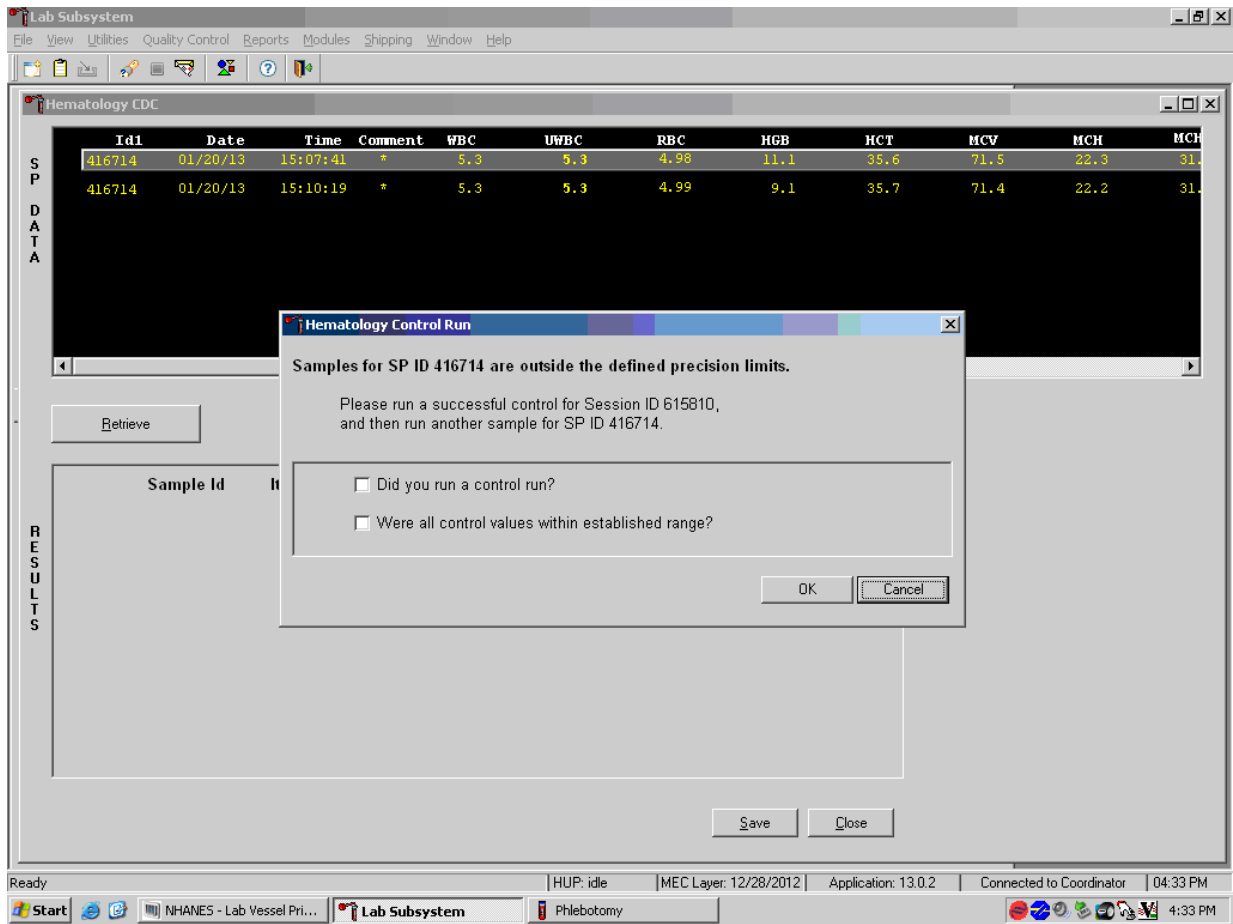 Lab Subsystem
File View Utilities Quality Control Reports Modules Shipping Window Help
Hematology CDC
Id1 Date Time Comment WBC UWBC RBC HGB HCT MCV MCH MCH
416714 01/20/13 15:07:41 * 5.3 5.3 4.98 11.1 35.6 71.5 22.3 31.
416714 01/20/13 15:10:19 * 5.3 5.3 4.99 9.1 35.7 71.4 22.2 31.
SP DATA
Hematology Control Run
Samples for SP ID 416714 are outside the defined precision limits.
Please run a successful control for Session ID 615810,
and then run another sample for SP ID 416714.
Retrieve
Did you run a control run?
Were all control values within established range?
OK Cancel
Sample Id It
RESULTS
Save Close
Ready HUP: idle MEC Layer: 12/28/2012 Application: 13.0.2 Connected to Coordinator 04:33 PM
Start NHANES - Lab Vessel Pri... Lab Subsystem Phlebotomy 4:33 PM